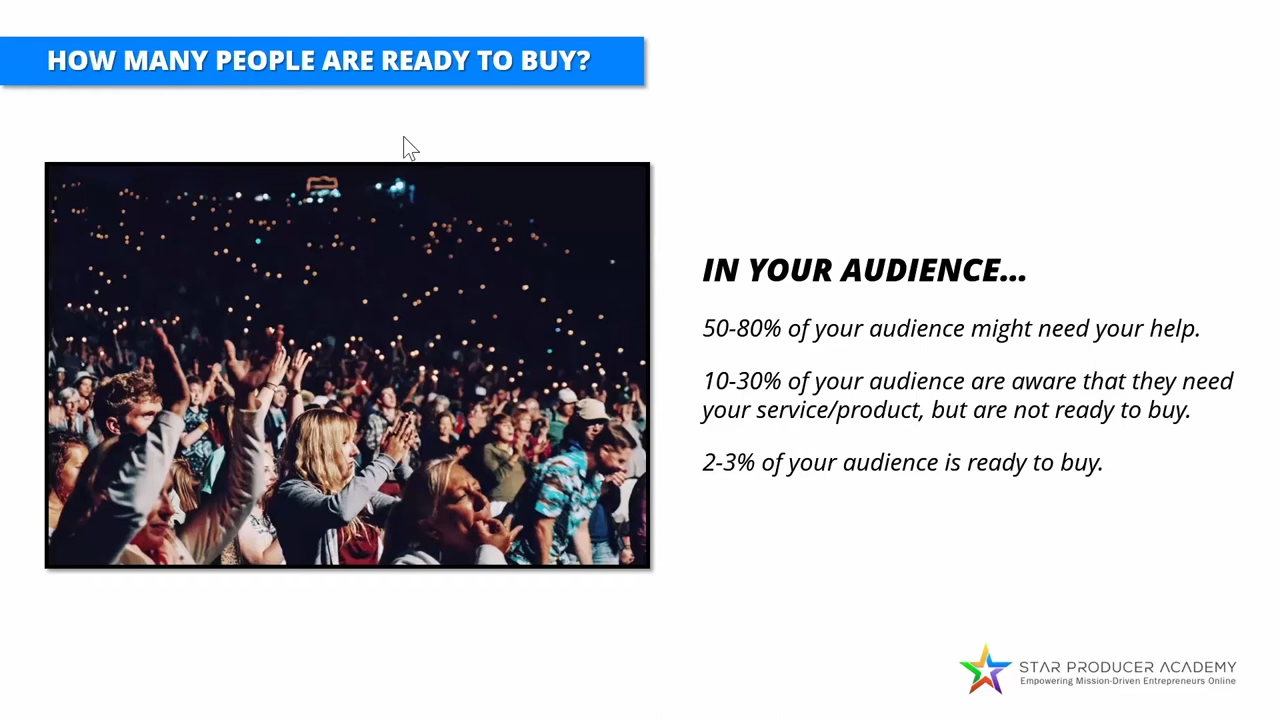 HOW MANY PEOPLE ARE READY TO BUY?
IN YOUR AUDIENCE...
50-80% of your audience might need your help.
10-30% of your audience are aware that they need
your service/product, but are not ready to buy.
2-3% of your audience is ready to buy.
STAR PRODUCER ACADEMY
Empowering Mission-Driven Entrepreneurs Online